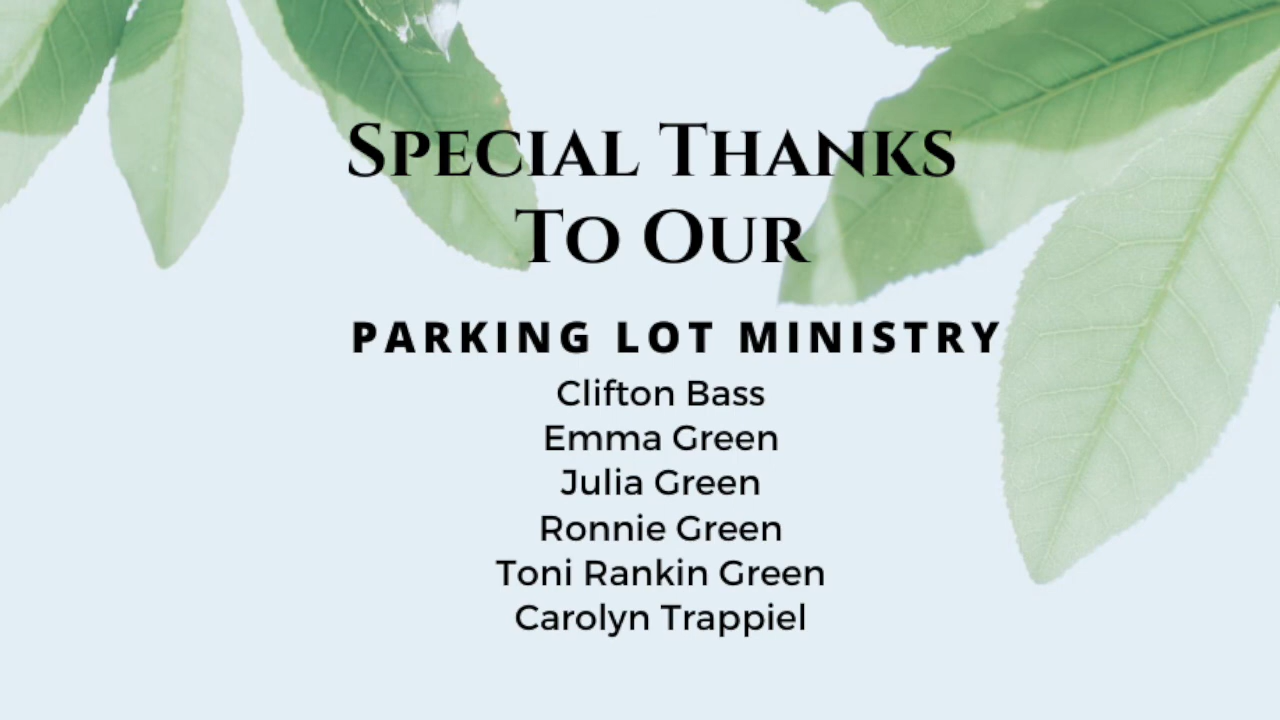 Special Thanks
To Our
PARKING LOT MINISTRY
Clifton Bass
Emma Green
Julia Green
Ronnie Green
Toni Rankin Green
Carolyn Trappiel